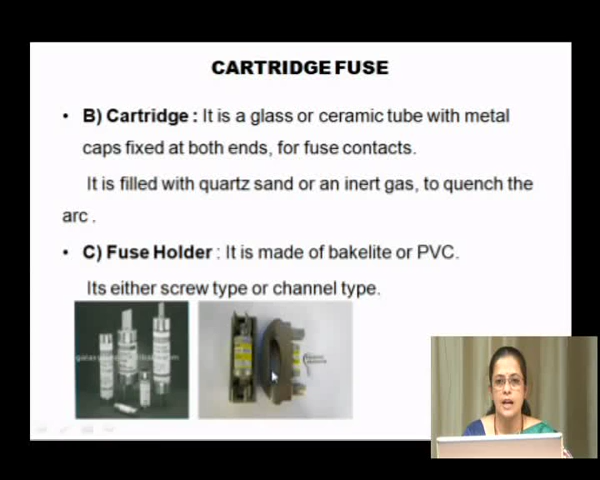 CARTRIDGE FUSE
• B) Cartridge : It is a glass or ceramic tube with metal
caps fixed at both ends, for fuse contacts.
It is filled with quartz sand or an inert gas, to quench the
arc .
• C) Fuse Holder : It is made of bakelite or PVC.
Its either screw type or channel type.